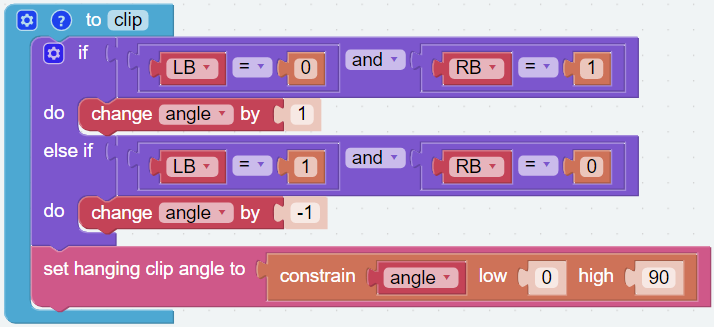 ? to clip
if LB = 0 and RB = 1
do change angle by 1
else if LB = 1 and RB = 0
do change angle by -1
set hanging clip angle to constrain angle low 0 high 90